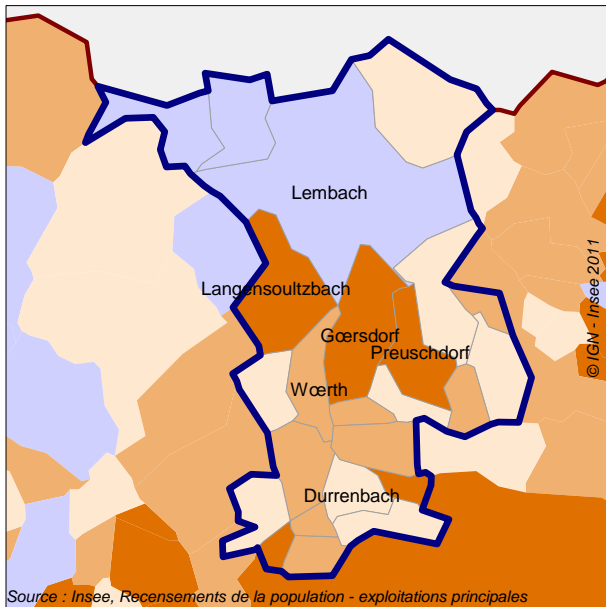 Lembach
Langensoultzbach
Gœrsdorf
Preuschdorf
Wœrth
Durrenbach
© IGN - Insee 2011
Source : Insee, Recensements de la population - exploitations principales